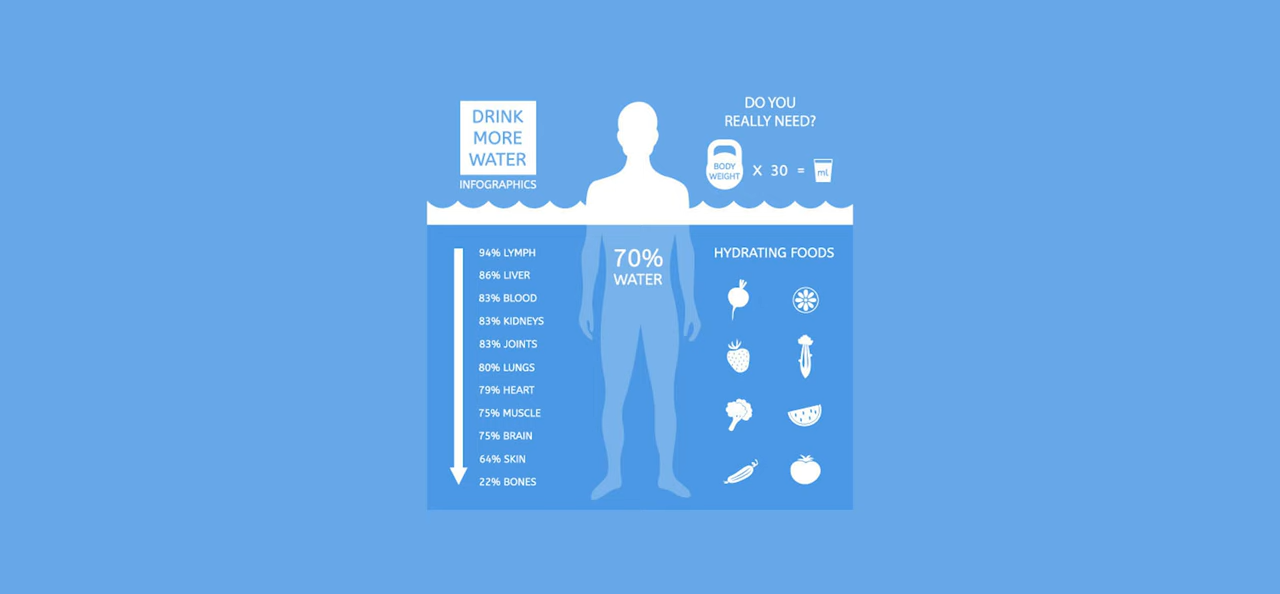 DRINK
MORE
WATER
INFOGRAPHICS
DO YOU
REALLY NEED?
BODY
WEIGHT X 30 = ml
94% LYMPH
86% LIVER
83% BLOOD
83% KIDNEYS
83% JOINTS
80% LUNGS
79% HEART
75% MUSCLE
75% BRAIN
64% SKIN
22% BONES
70%
WATER
HYDRATING FOODS